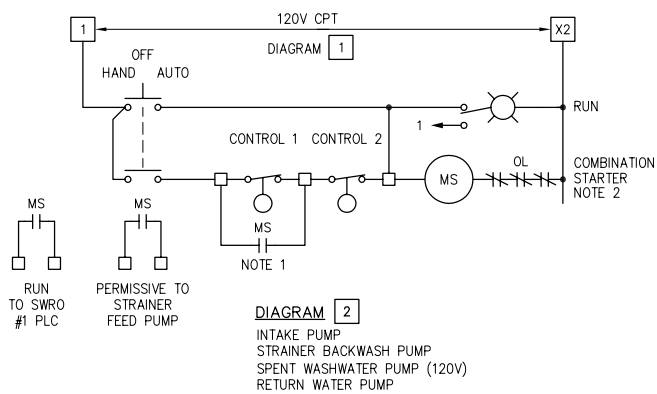 1
120V CPT
X2
DIAGRAM 1
OFF
HAND AUTO
RUN
1
CONTROL 1 CONTROL 2
MS
OL
COMBINATION
STARTER
NOTE 2
MS
NOTE 1
MS
RUN
TO SWRO
#1 PLC
MS
PERMISSIVE TO
STRAINER
FEED PUMP
DIAGRAM 2
INTAKE PUMP
STRAINER BACKWASH PUMP
SPENT WASHWATER PUMP (120V)
RETURN WATER PUMP